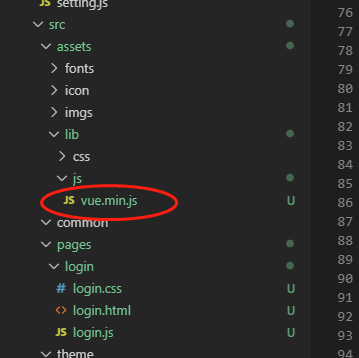 JS setting.js
src
assets
fonts
icon
imgs
lib
css
js
JS vue.min.js U
common
pages
login
# login.css U
<> login.html U
JS login.js U
theme
76
77
78
79
80
81
82
83
84
85
86
87
88
89
90
91
92
93
94